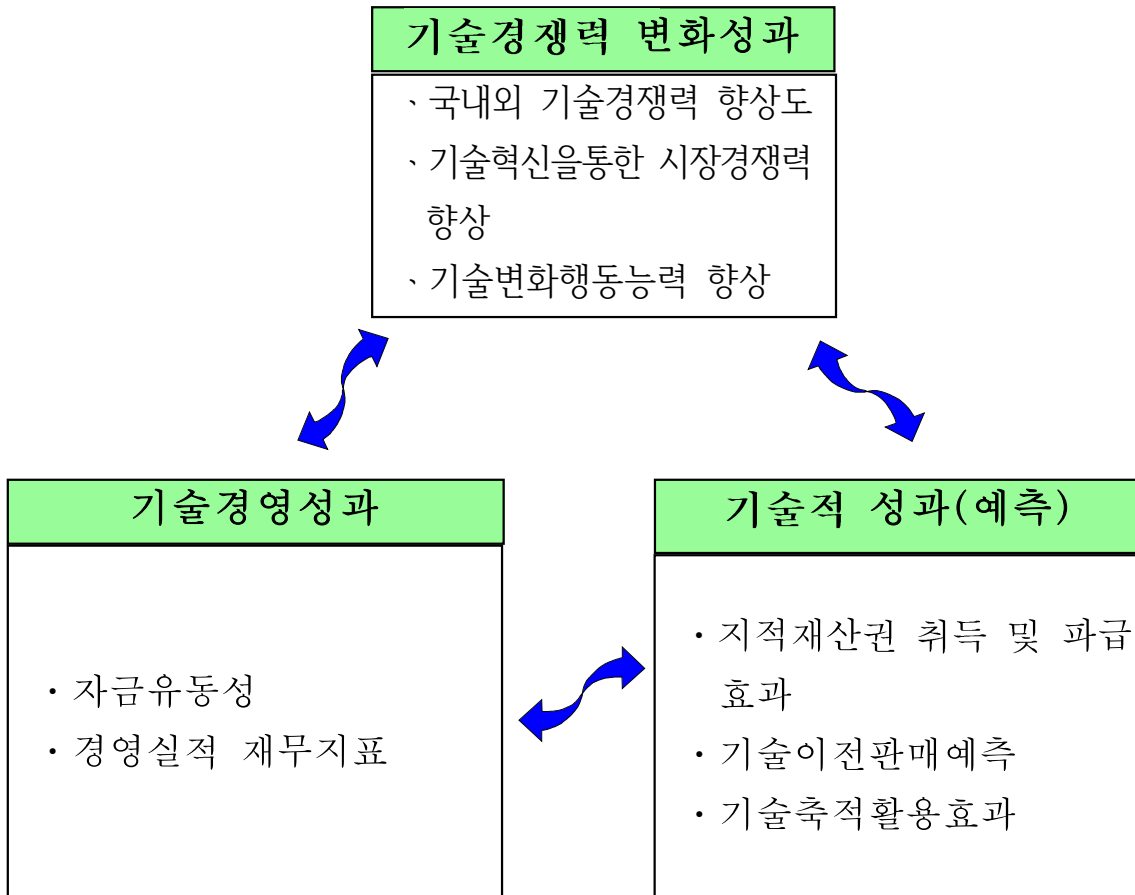 기술경쟁력 변화성과
、국내외 기술경쟁력 향상도
、기술혁신을통한 시장경쟁력
향상
、기술변화행동능력 향상
기술경영성과
・자금유동성
・경영실적 재무지표
기술적 성과(예측)
・지적재산권 취득 및 파급
효과
・기술이전판매예측
・기술축적활용효과